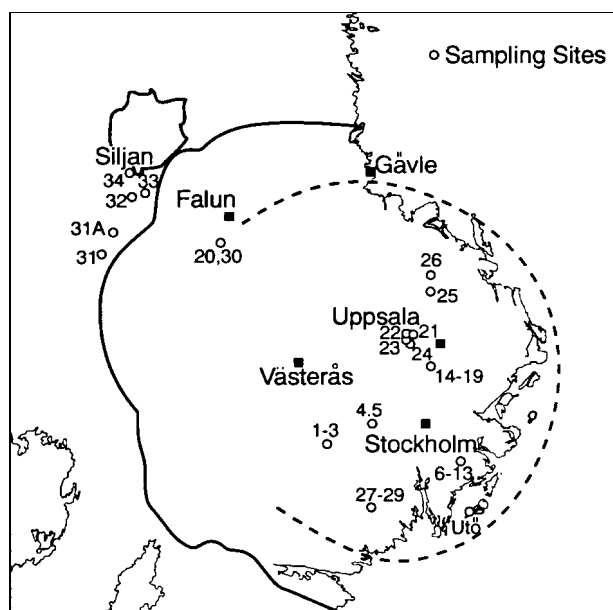 Sampling Sites
Siljan
34
33
32
Gävle
Falun
31A
31
20,30
26
25
Uppsala
22
21
23
24
14-19
Västerås
4.5
1-3
Stockholm
6-13
27-29
Utö